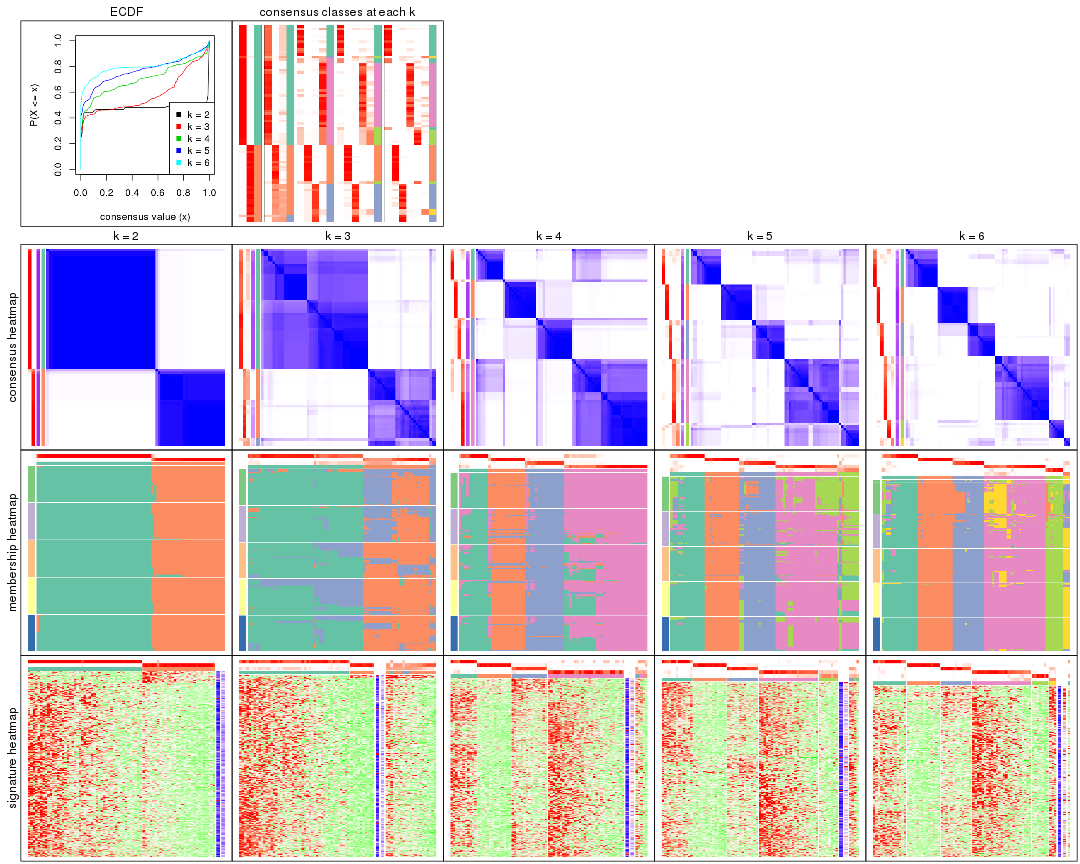 ECDF
consensus classes at each k
P(X <= x)
0.0 0.2 0.4 0.6 0.8 1.0
k = 2
k = 3
k = 4
k = 5
k = 6
0.0 0.2 0.4 0.6 0.8 1.0
consensus value (x)
k = 2 k = 3 k = 4 k = 5 k = 6
consensus heatmap
membership heatmap
signature heatmap